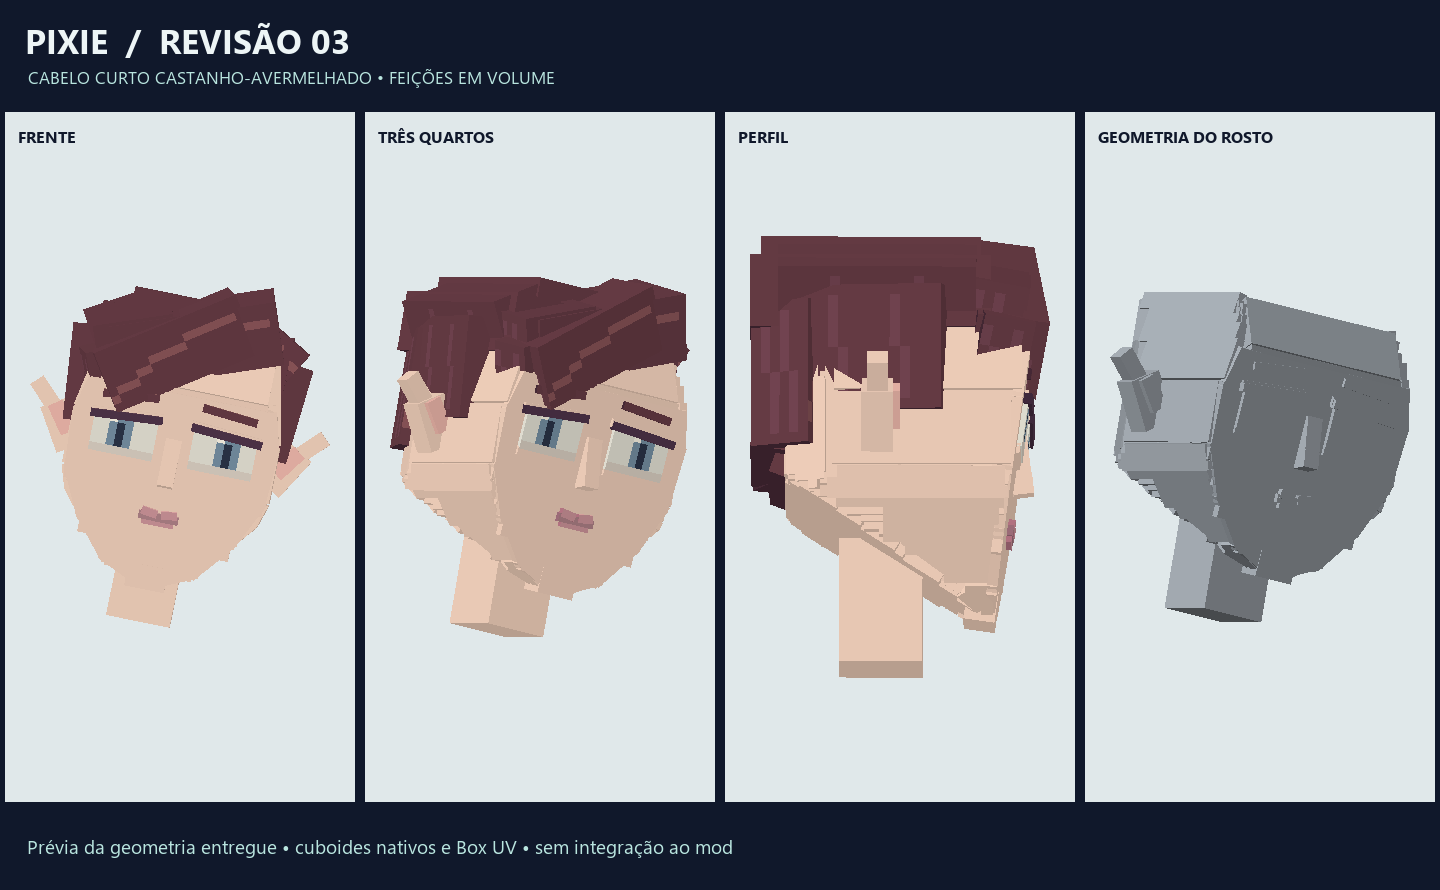 PIXIE / REVISÃO 03
CABELO CURTO CASTANHO-AVERMELHADO • FEIÇÕES EM VOLUME
FRENTE
TRÊS QUARTOS
PERFIL
GEOMETRIA DO ROSTO
Prévia da geometria entregue • cuboides nativos e Box UV • sem integração ao mod